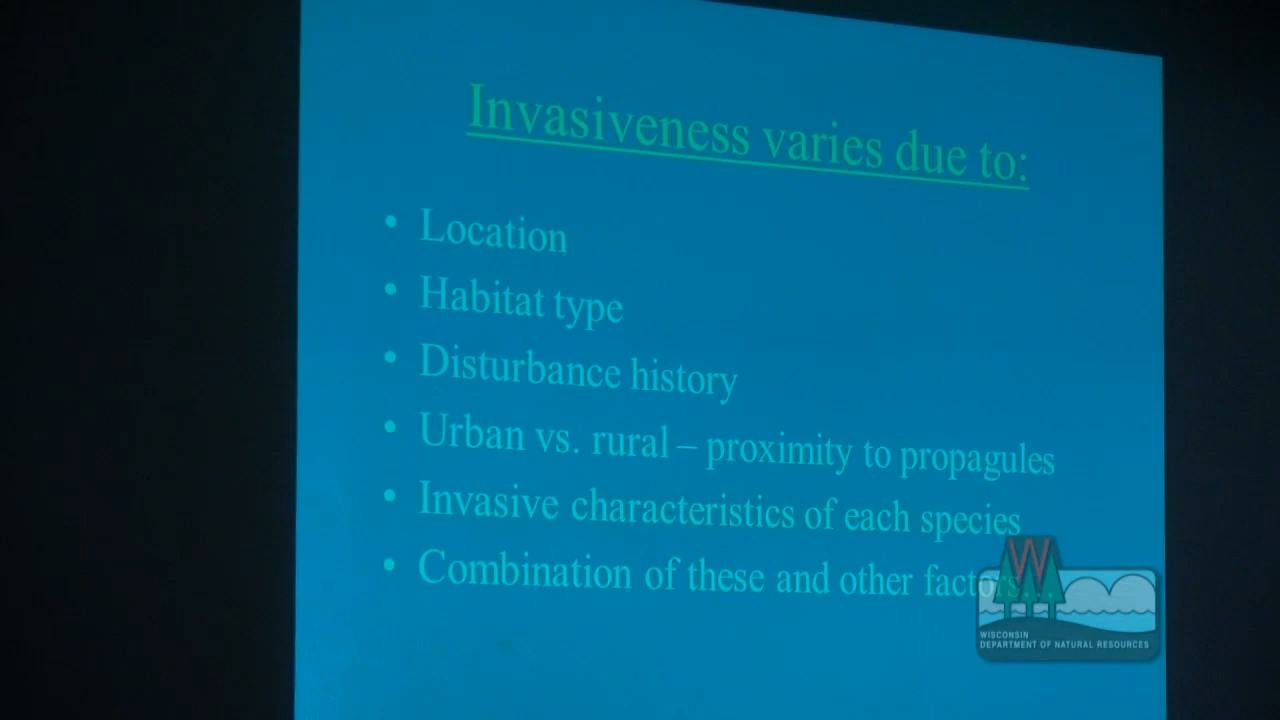 Invasiveness varies due to:
• Location
• Habitat type
• Disturbance history
• Urban vs. rural – proximity to propagules
• Invasive characteristics of each species
• Combination of these and other factors
WISCONSIN
DEPARTMENT OF NATURAL RESOURCES